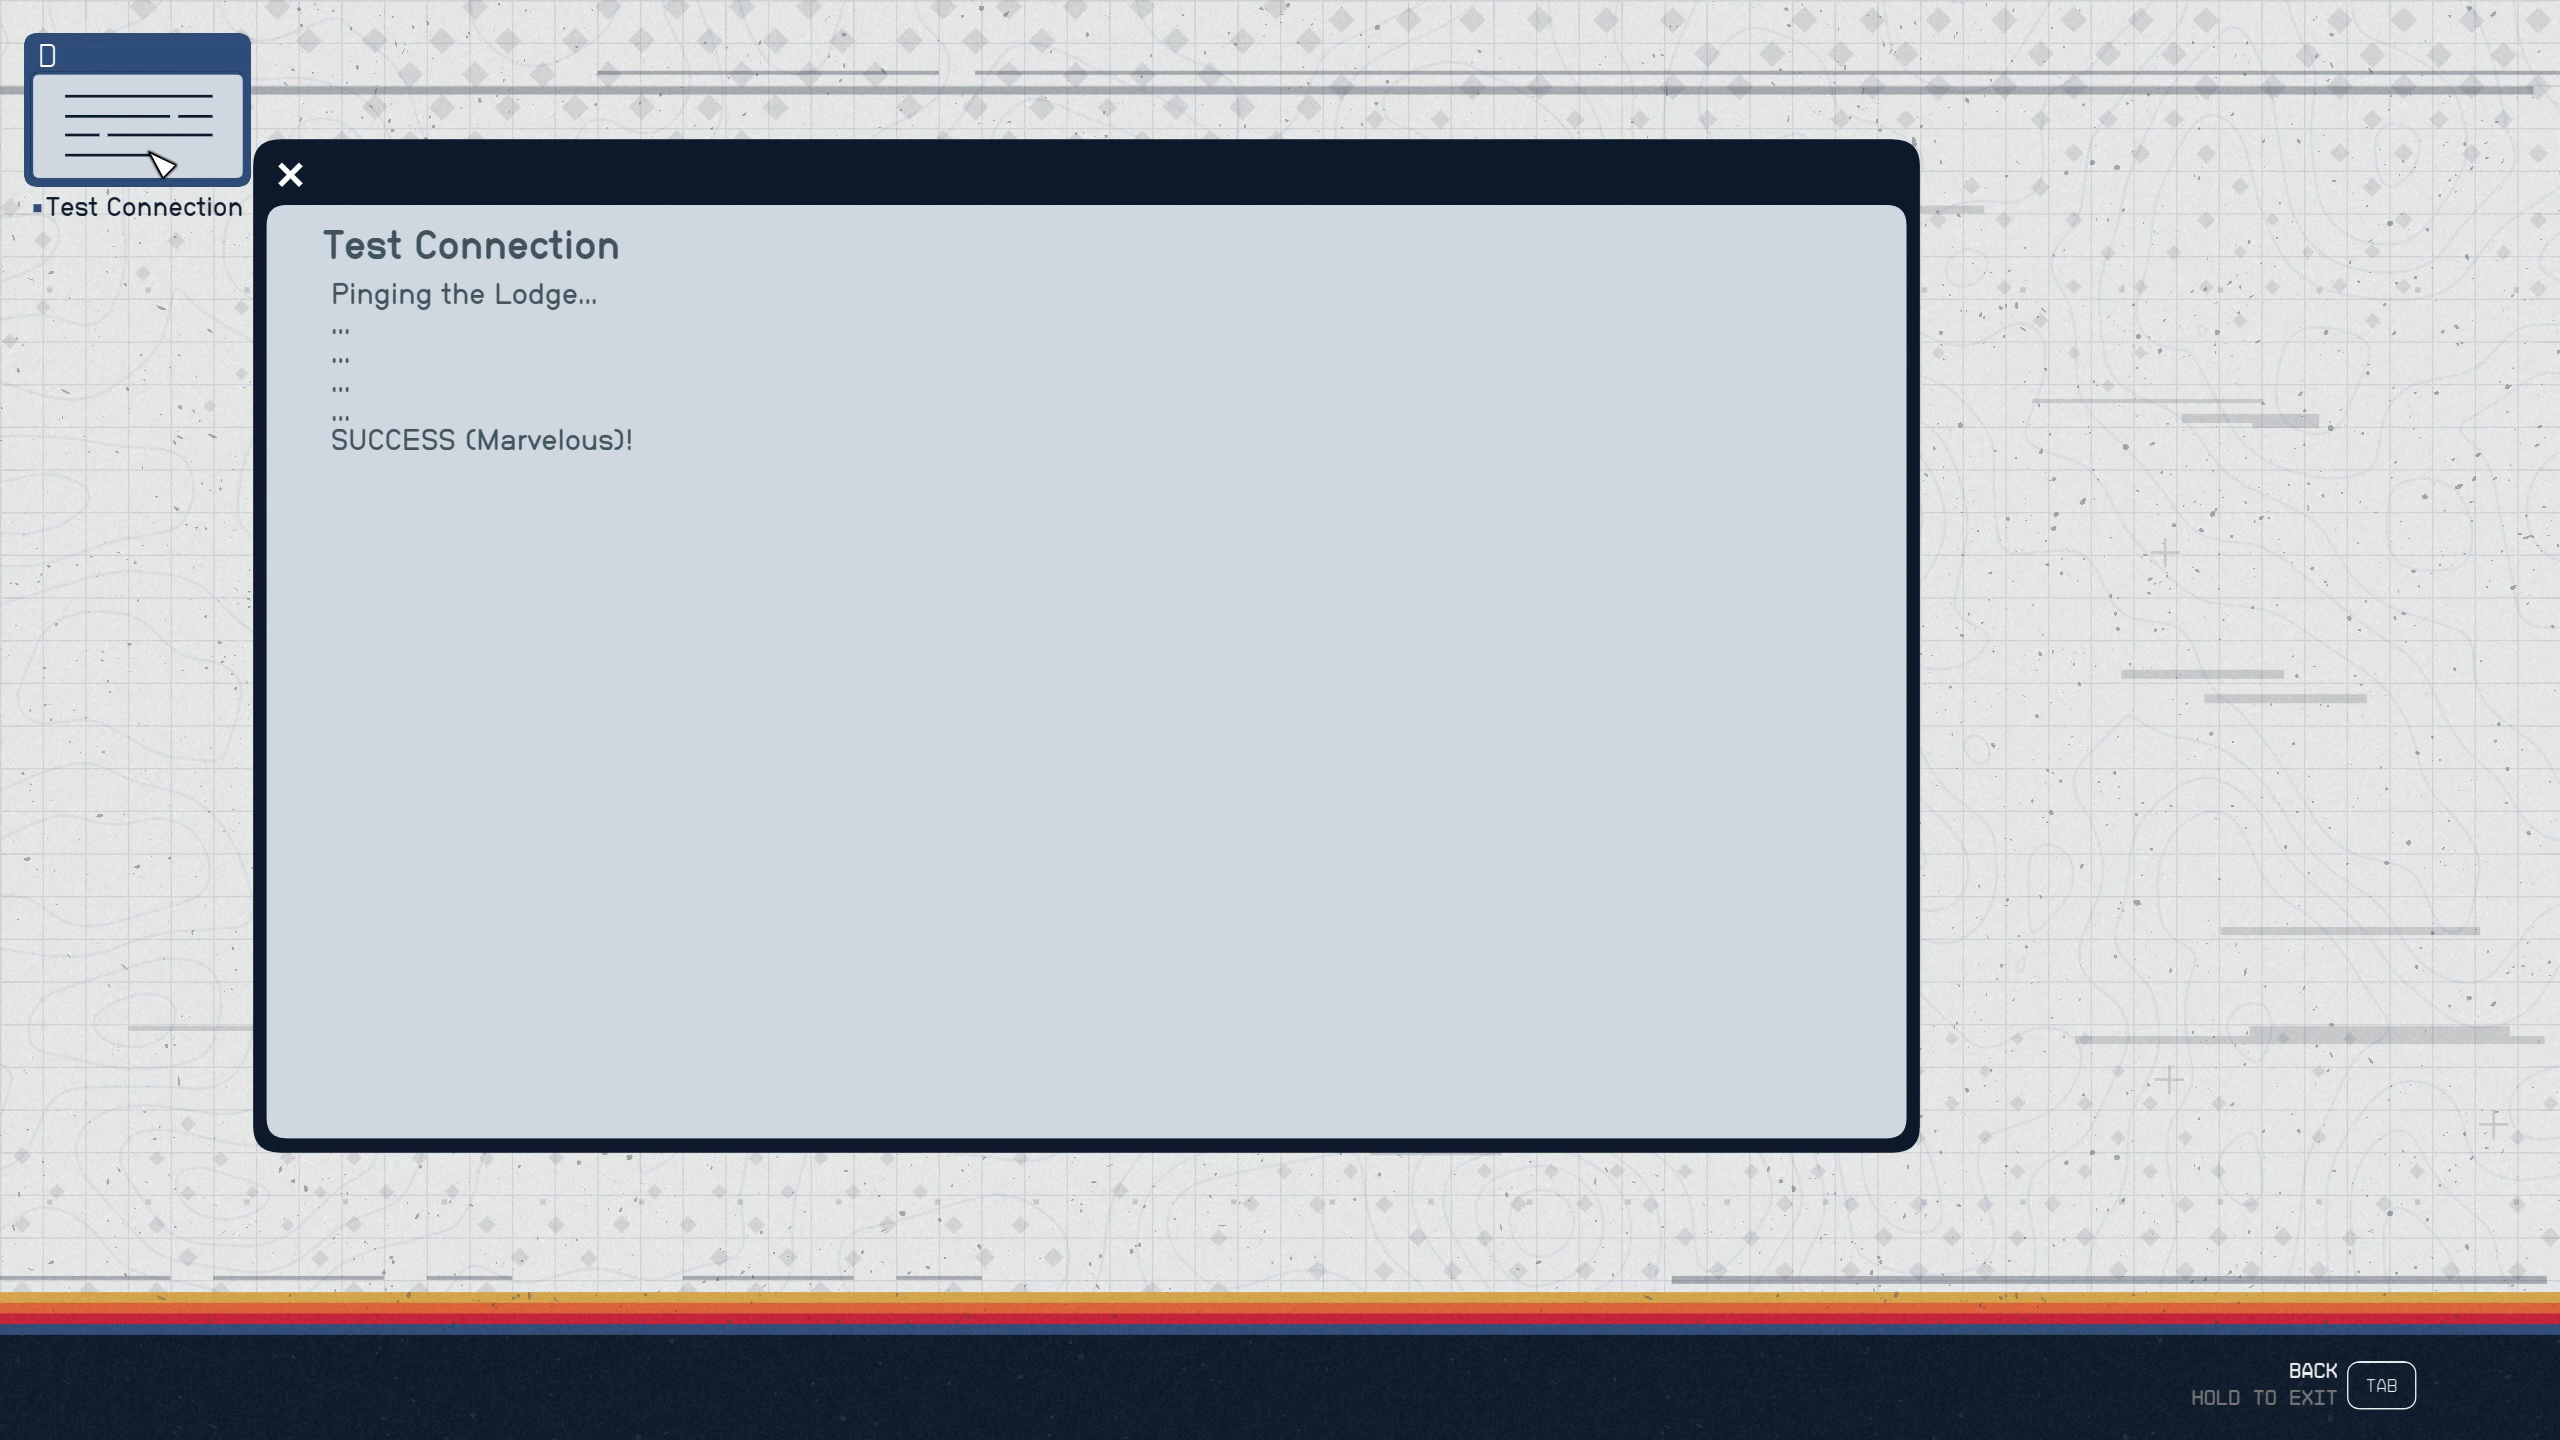 D
Test Connection
Test Connection
Pinging the Lodge...
...
...
...
...
SUCCESS (Marvelous)!
BACK
HOLD TO EXIT
TAB